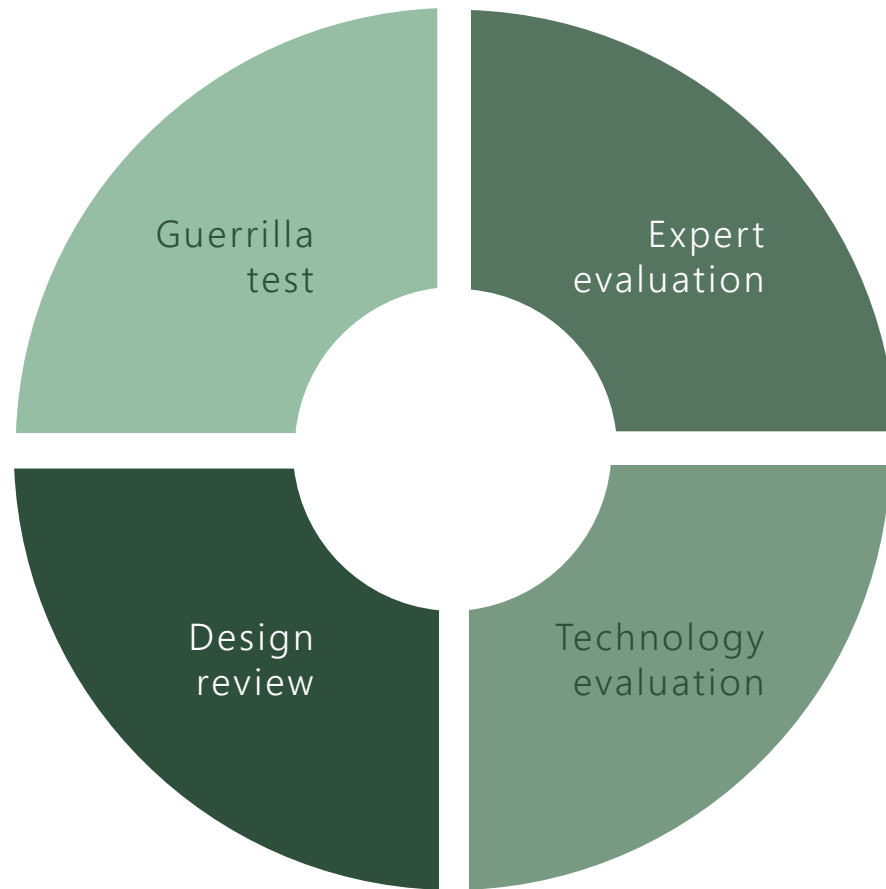 Guerrilla
test
Expert
evaluation
Design
review
Technology
evaluation